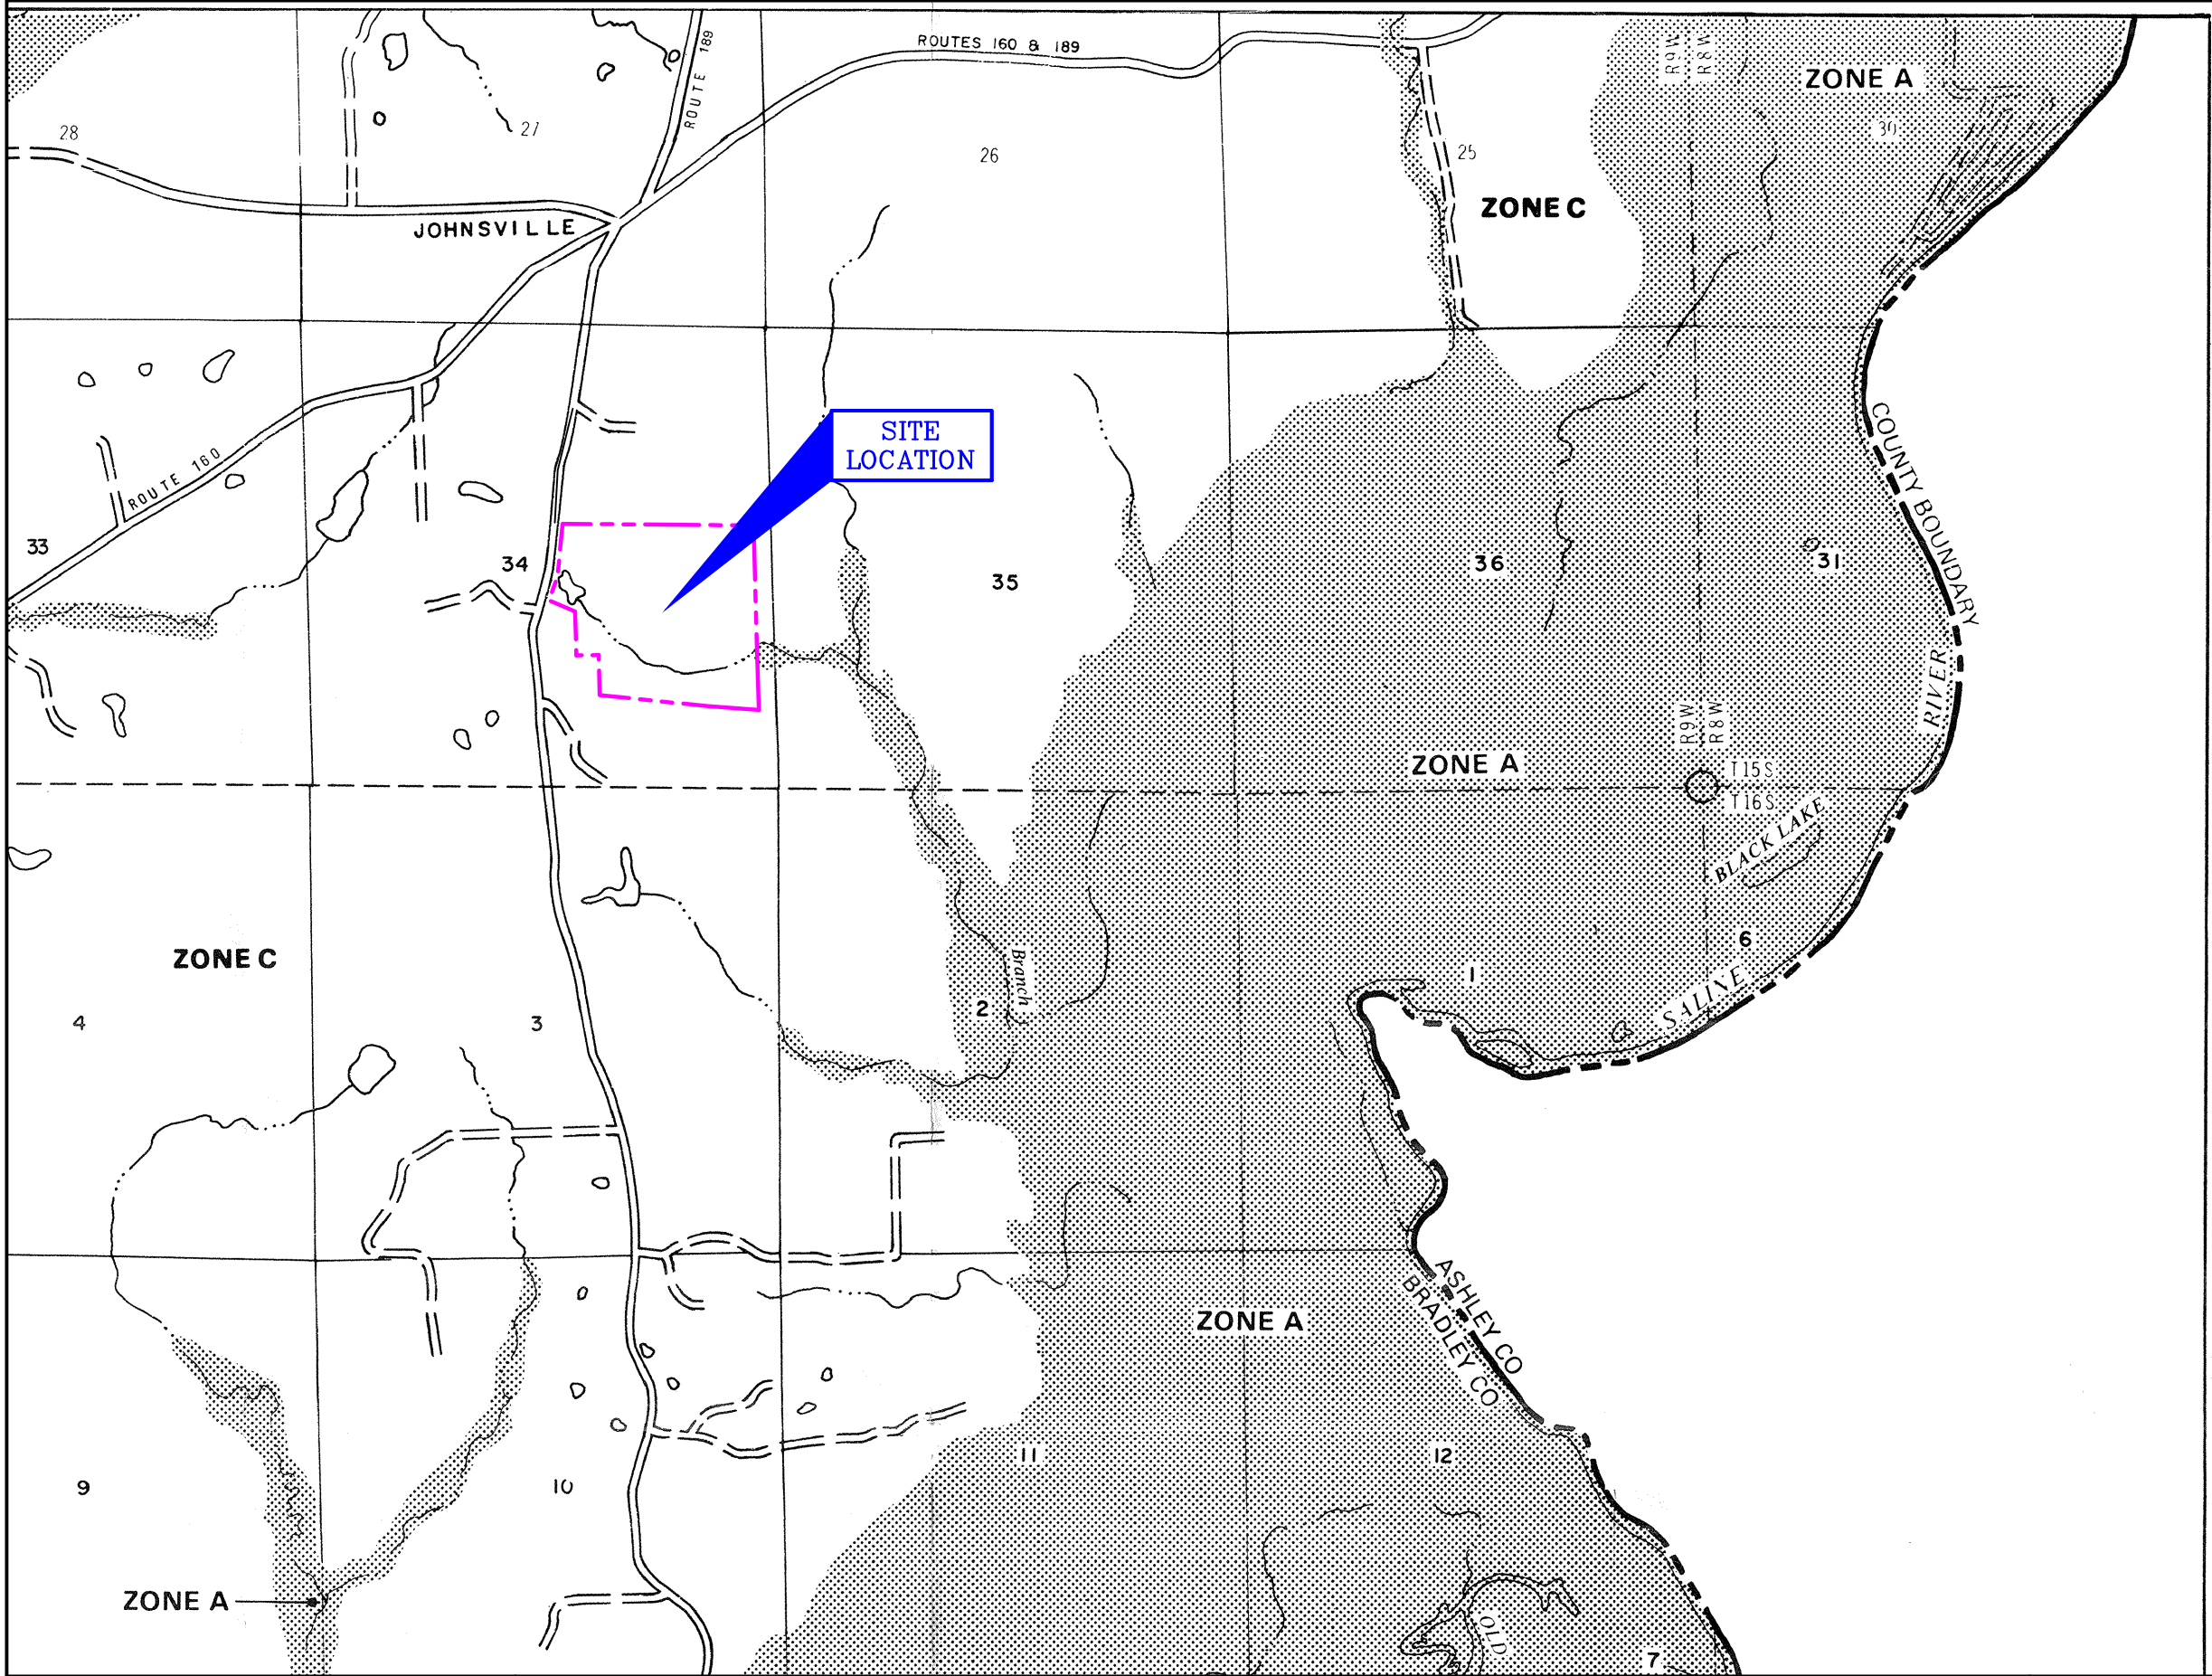 ROUTES 160 & 189
ROUTE 189
R9W
R8W
ZONE A
28
27
26
25
30
ZONE C
JOHNSVILLE
SITE
LOCATION
COUNTY BOUNDARY
ROUTE 160
33
34
35
36
31
RIVER
R9W
R8W
ZONE A
T15S
T16S
BLACK LAKE
ZONE C
6
Branch
1
SALINE
2
4
3
ASHLEY CO
BRADLEY CO
ZONE A
11
12
9
10
ZONE A
OLD
7